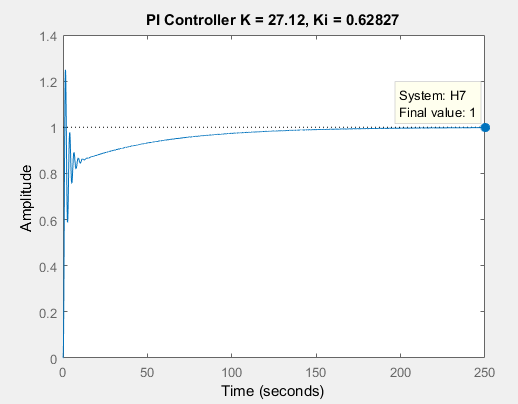 PI Controller K = 27.12, Ki = 0.62827
1.4
1.2
1
0.8
0.6
0.4
0.2
0
Amplitude
System: H7
Final value: 1
0 50 100 150 200 250
Time (seconds)